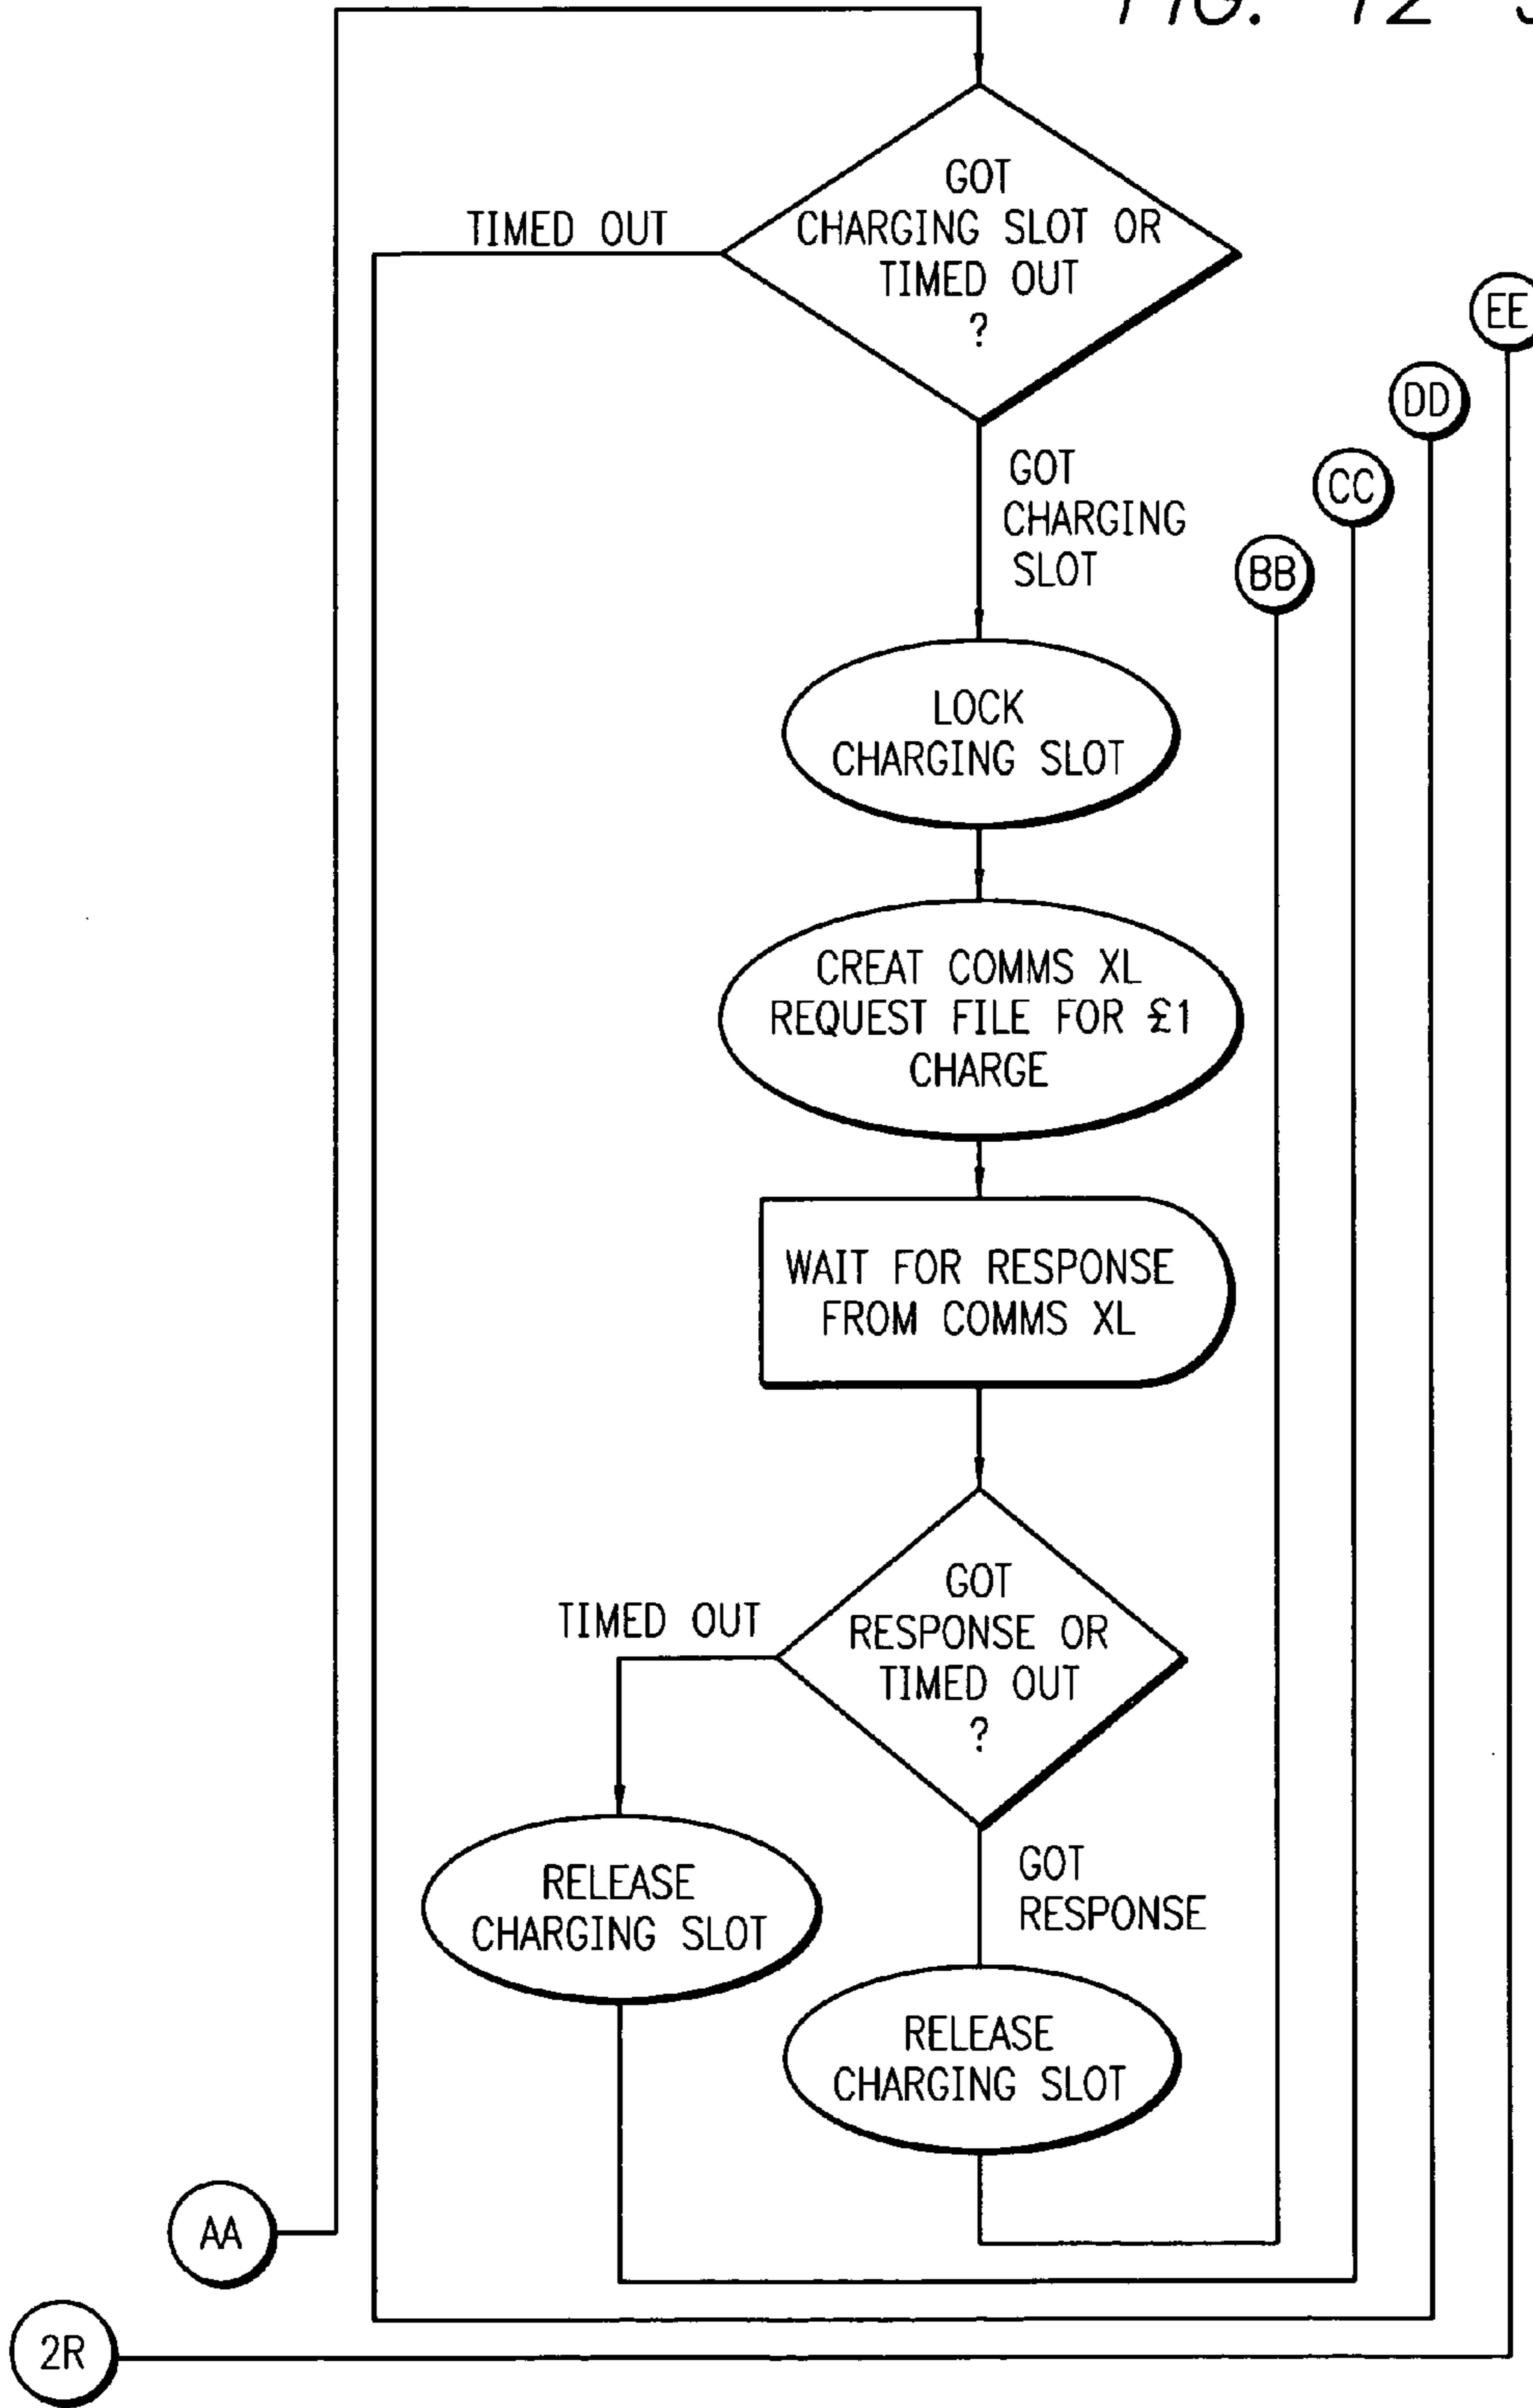 FIG. 12
GOT
CHARGING SLOT OR
TIMED OUT
?
TIMED OUT
EE
DD
GOT
CHARGING
SLOT
CC
BB
LOCK
CHARGING SLOT
CREAT COMMS XL
REQUEST FILE FOR £1
CHARGE
WAIT FOR RESPONSE
FROM COMMS XL
GOT
RESPONSE OR
TIMED OUT
?
TIMED OUT
GOT
RESPONSE
RELEASE
CHARGING SLOT
RELEASE
CHARGING SLOT
AA
2R